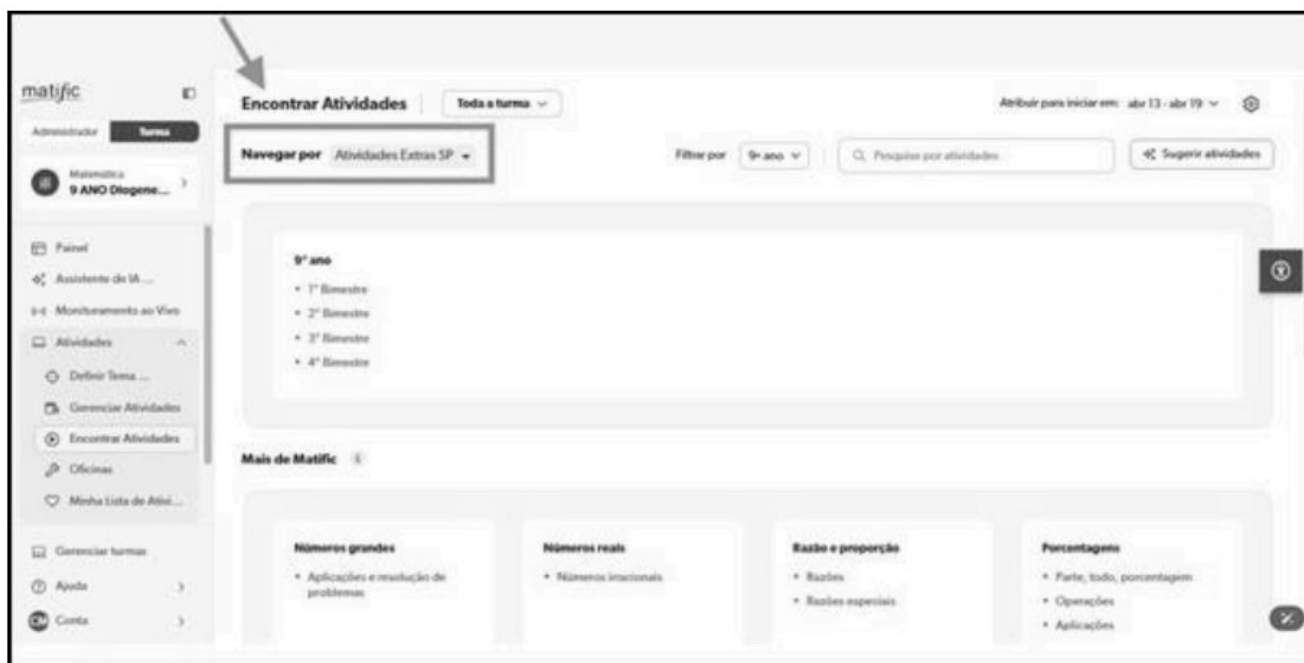 matific
Encontrar Atividades
Toda a turma
Atribuir para iniciar em: abr 13 - abr 19
Administrador
Turma
Navegar por
Atividades Extras SP
Filtrar por
9º ano
Pesquise por atividades
Sugerir atividades
Matemática
9 ANO Diogene...
Painel
Assistente de IA ...
Monitoramento ao Vivo
Atividades
Definir Tema ...
Gerenciar Atividades
Encontrar Atividades
Oficinas
Minha Lista de Ativi...
Gerenciar turmas
Ajuda
CM
Conta
9º ano
• 1º Bimestre
• 2º Bimestre
• 3º Bimestre
• 4º Bimestre
Mais de Matific
Números grandes
• Aplicações e resolução de
problemas
Números reais
• Números irracionais
Razão e proporção
• Razões
• Razões especiais
Porcentagens
• Parte, todo, porcentagem
• Operações
• Aplicações